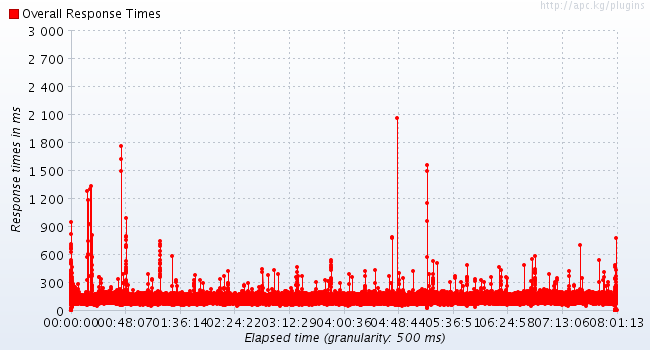 http://apc.kg/plugins
Overall Response Times
3 000
2 700
2 400
2 100
1 800
1 500
1 200
900
600
300
0
Response times in ms
00:00:00 00:48:07 01:36:14 02:24:22 03:12:29 04:00:36 04:48:44 05:36:51 06:24:58 07:13:06 08:01:13
Elapsed time (granularity: 500 ms)